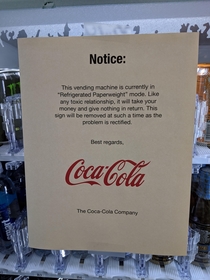 Notice:
This vending machine is currently in
"Refrigerated Paperweight" mode. Like
any toxic relationship, it will take your
money and give nothing in return. This
sign will be removed at such a time as the
problem is rectified.
Best regards,
Coca-Cola
The Coca-Cola Company